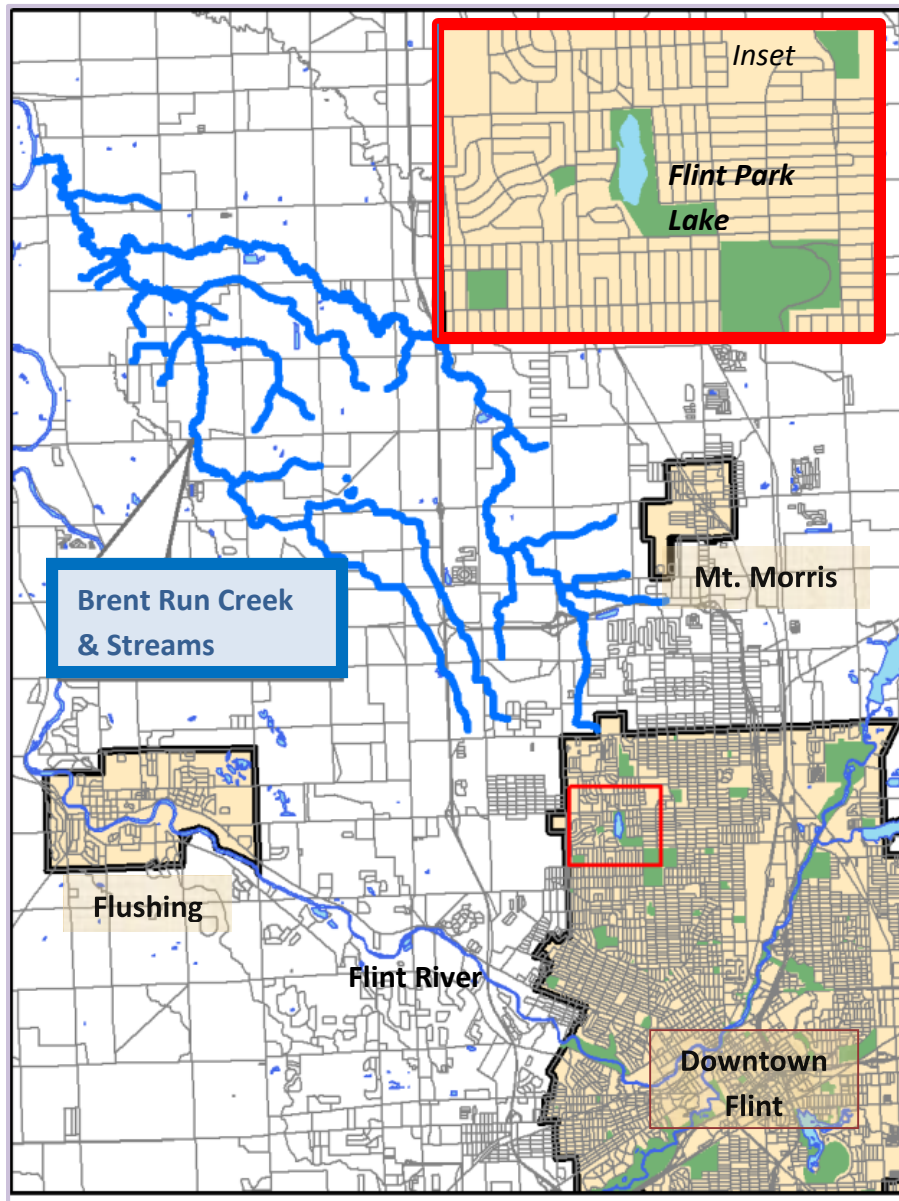 Inset
Flint Park
Lake
Mt. Morris
Brent Run Creek
& Streams
Flushing
Flint River
Downtown
Flint